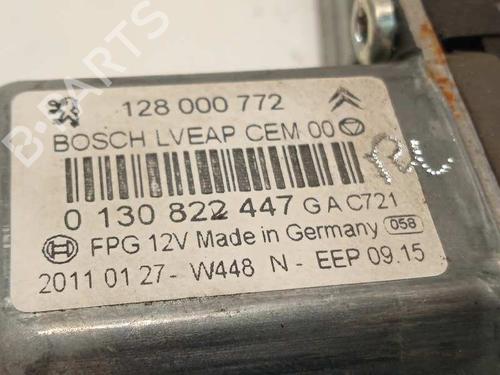 128 000 772
BOSCH LVEAP CEM 00
0 130 822 447 G A C721
FPG 12V Made in Germany 058
2011 01 27- W448 N - EEP 09.15
B-PARTS